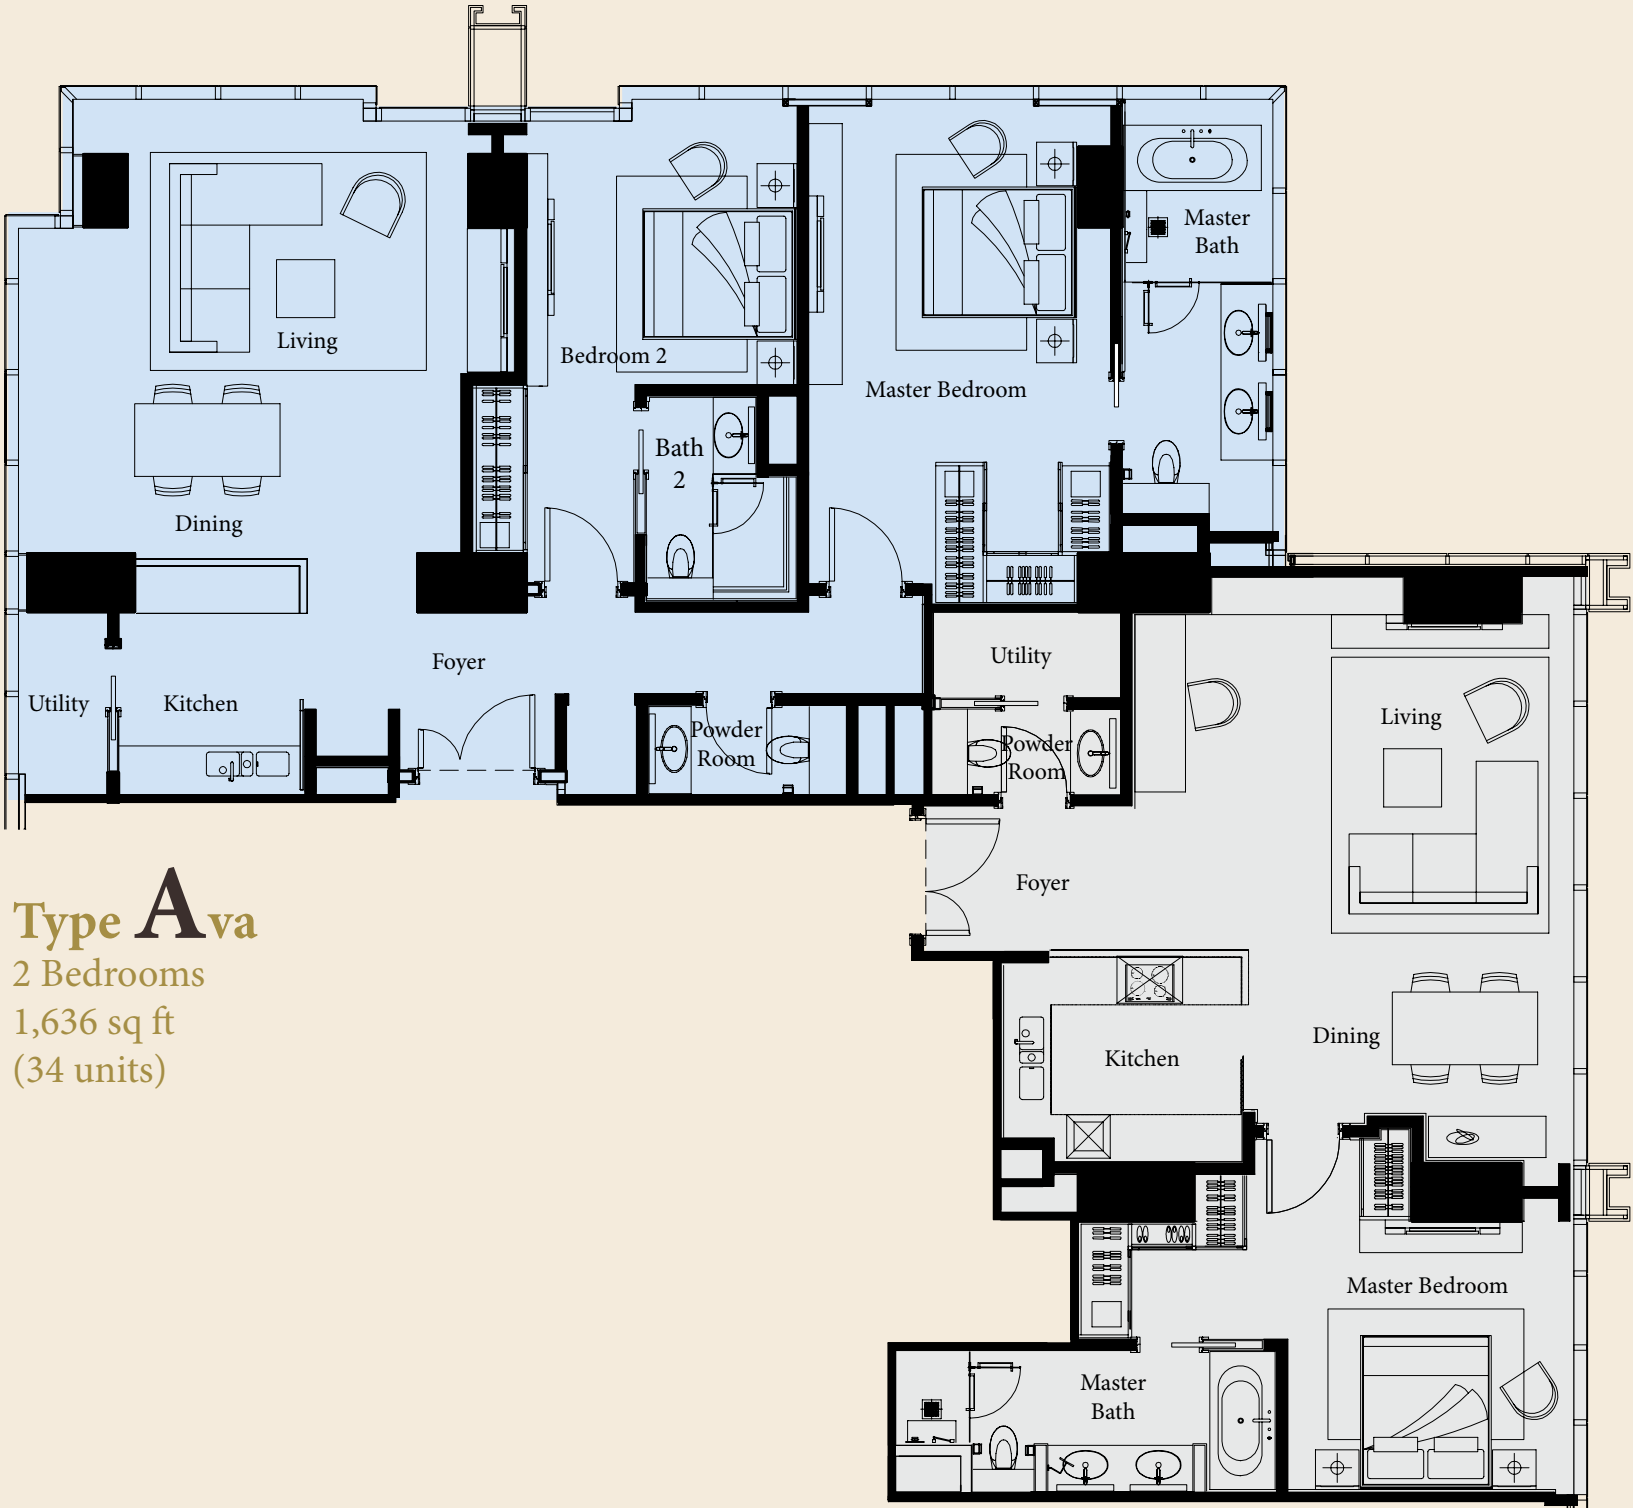 Living
Bedroom 2
Master Bedroom
Master
Bath
Bath
2
Dining
Foyer
Utility
Kitchen
Powder
Room
Utility
Powder
Room
Living
Foyer
Dining
Kitchen
Master Bedroom
Master
Bath
Type Ava
2 Bedrooms
1,636 sq ft
(34 units)